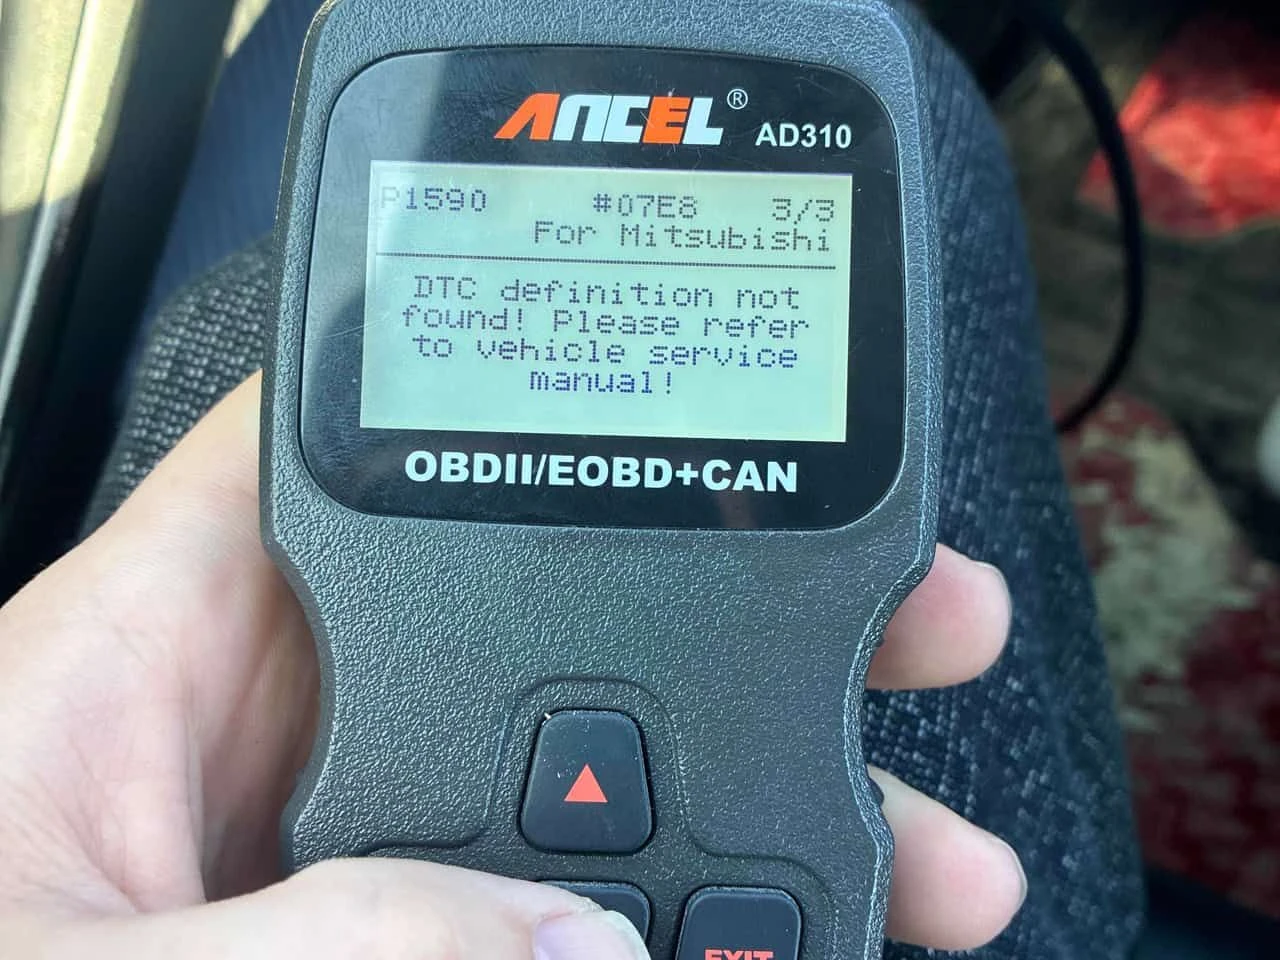 ANCEL® AD310
P1590 #07E8 3/3
For Mitsubishi
DTC definition not
found! Please refer
to vehicle service
manual!
OBDII/EOBD+CAN
EXIT